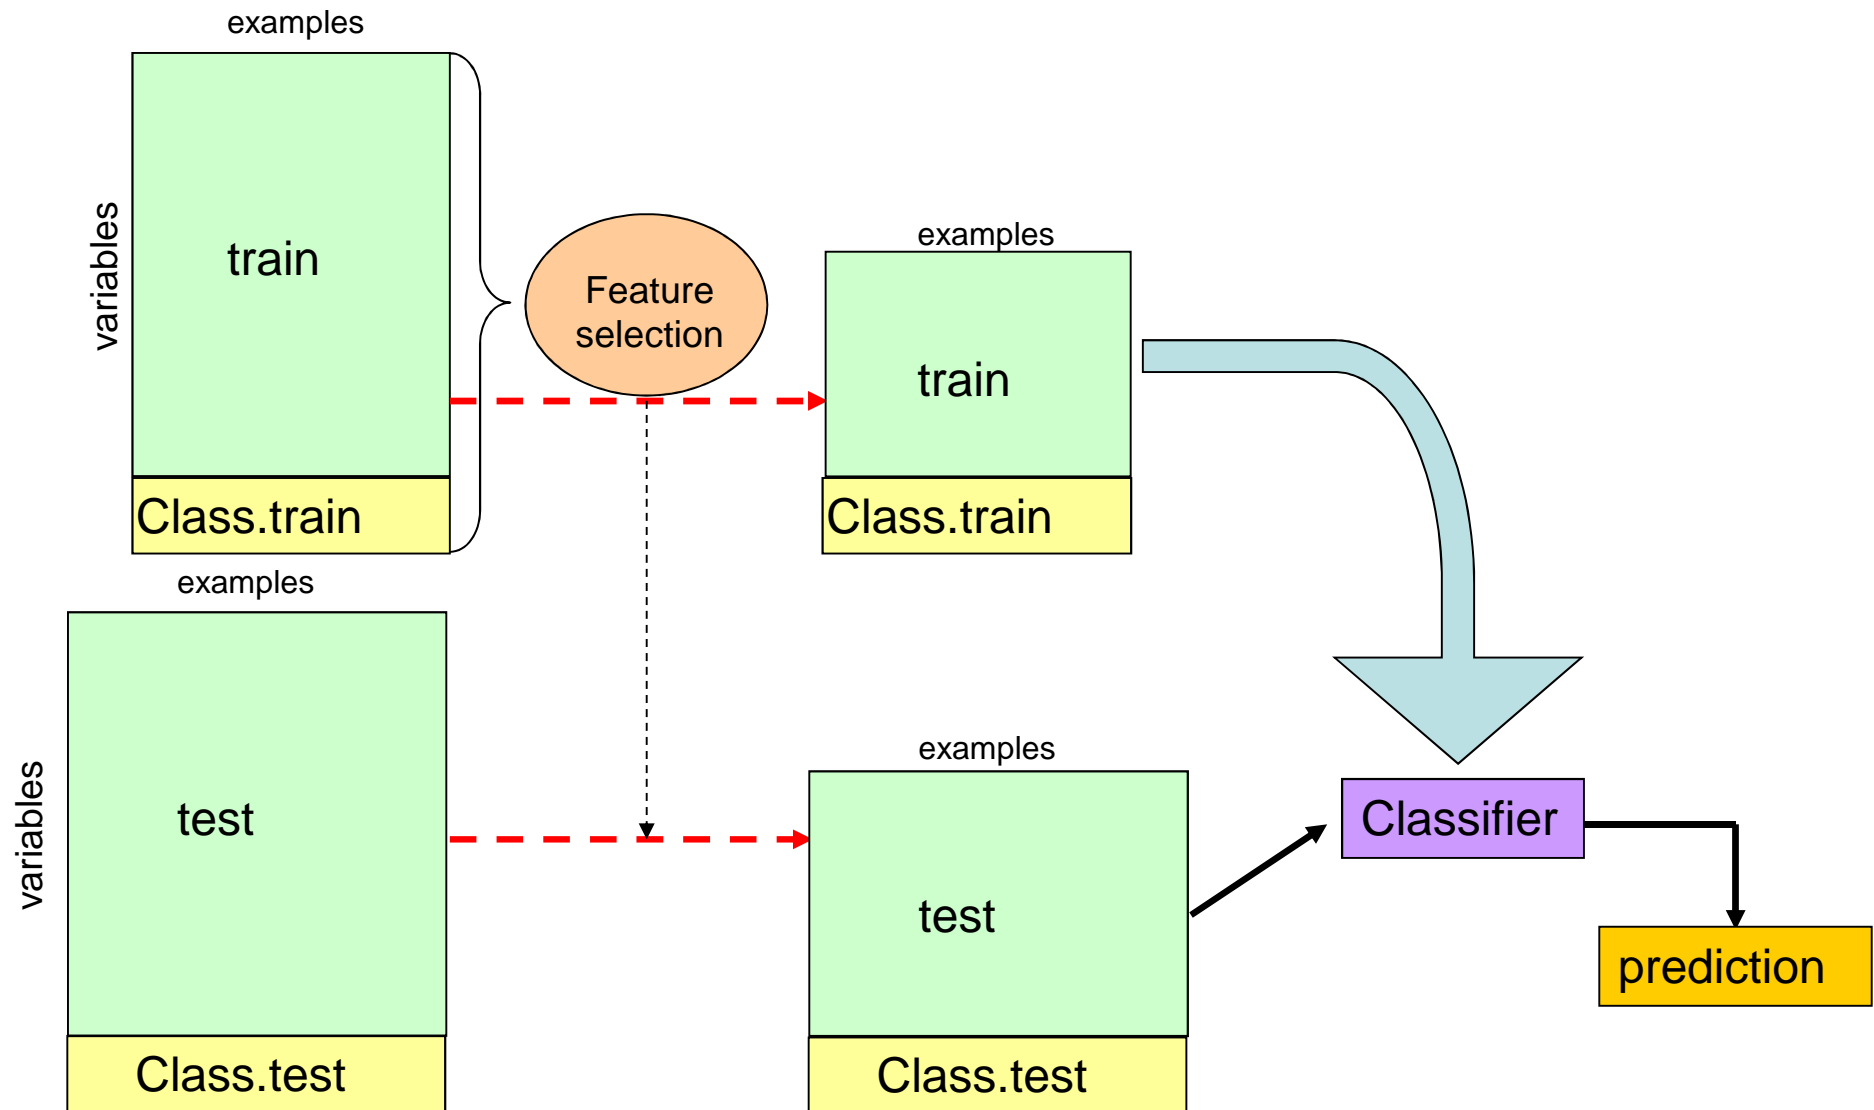 examples
variables
train
Class.train
Feature
selection
examples
train
Class.train
examples
variables
test
Class.test
examples
test
Class.test
Classifier
prediction